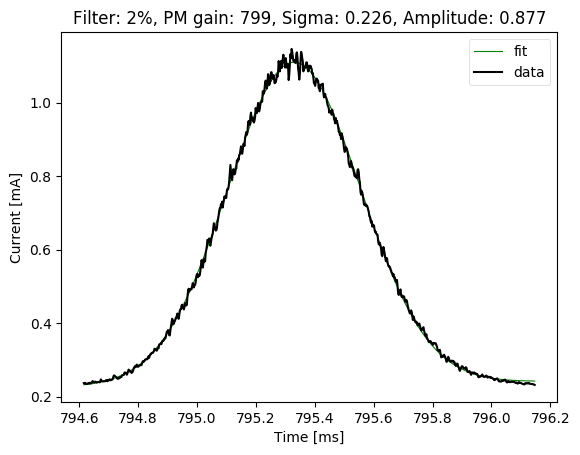 Filter: 2%, PM gain: 799, Sigma: 0.226, Amplitude: 0.877
fit
data
1.0
0.8
0.6
0.4
0.2
Current [mA]
794.6 794.8 795.0 795.2 795.4 795.6 795.8 796.0 796.2
Time [ms]